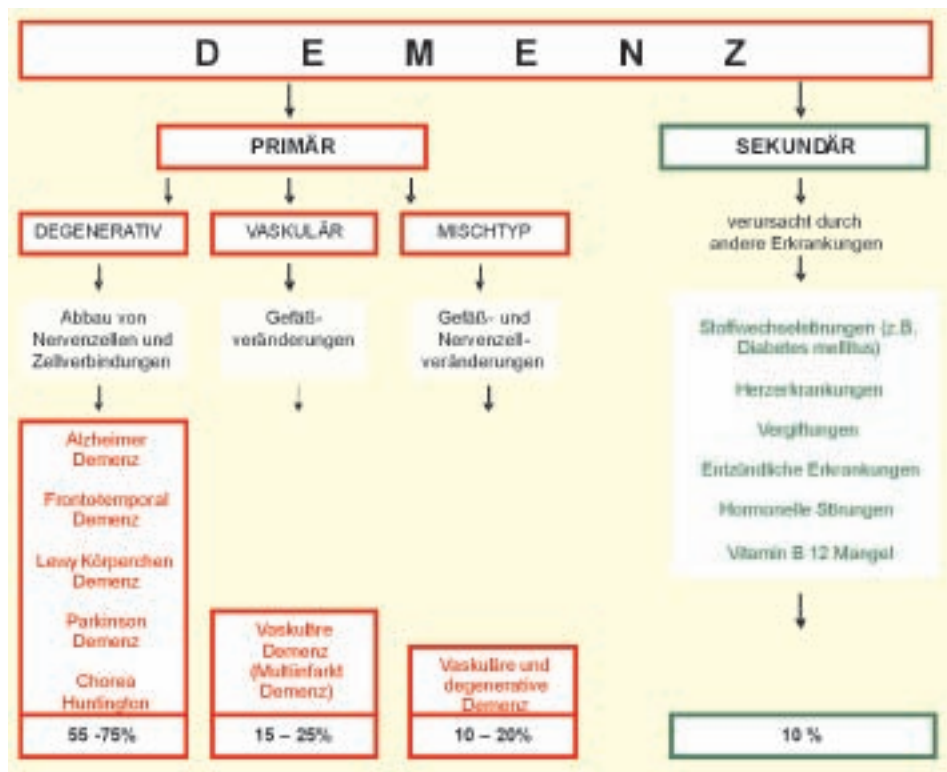 D E M E N Z
PRIMÄR
SEKUNDÄR
DEGENERATIV
VASKULÄR
MISCHTYP
verursacht durch
andere Erkrankungen
Abbau von
Nervenzellen und
Zellverbindungen
Gefäß-
veränderungen
Gefäß- und
Nervenzell-
veränderungen
Stoffwechselstörungen (z.B.
Diabetes mellitus)
Herzerkrankungen
Vergiftungen
Entzündliche Erkrankungen
Hormonelle Störungen
Vitamin B 12 Mangel
Alzheimer
Demenz
Frontotemporal
Demenz
Lewy Körperchen
Demenz
Parkinson
Demenz
Chorea
Huntington
Vaskuläre
Demenz
(Multiinfarkt
Demenz)
Vaskuläre und
degenerative
Demenz
55 -75%
15 – 25%
10 – 20%
10 %